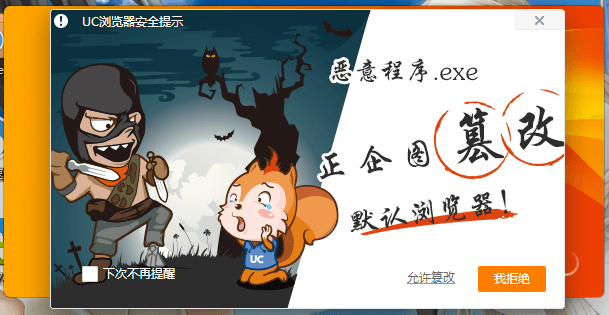 UC浏览器安全提示
恶意程序.exe
正企图篡改
默认浏览器!
UC
下次不再提醒
允许篡改
我拒绝